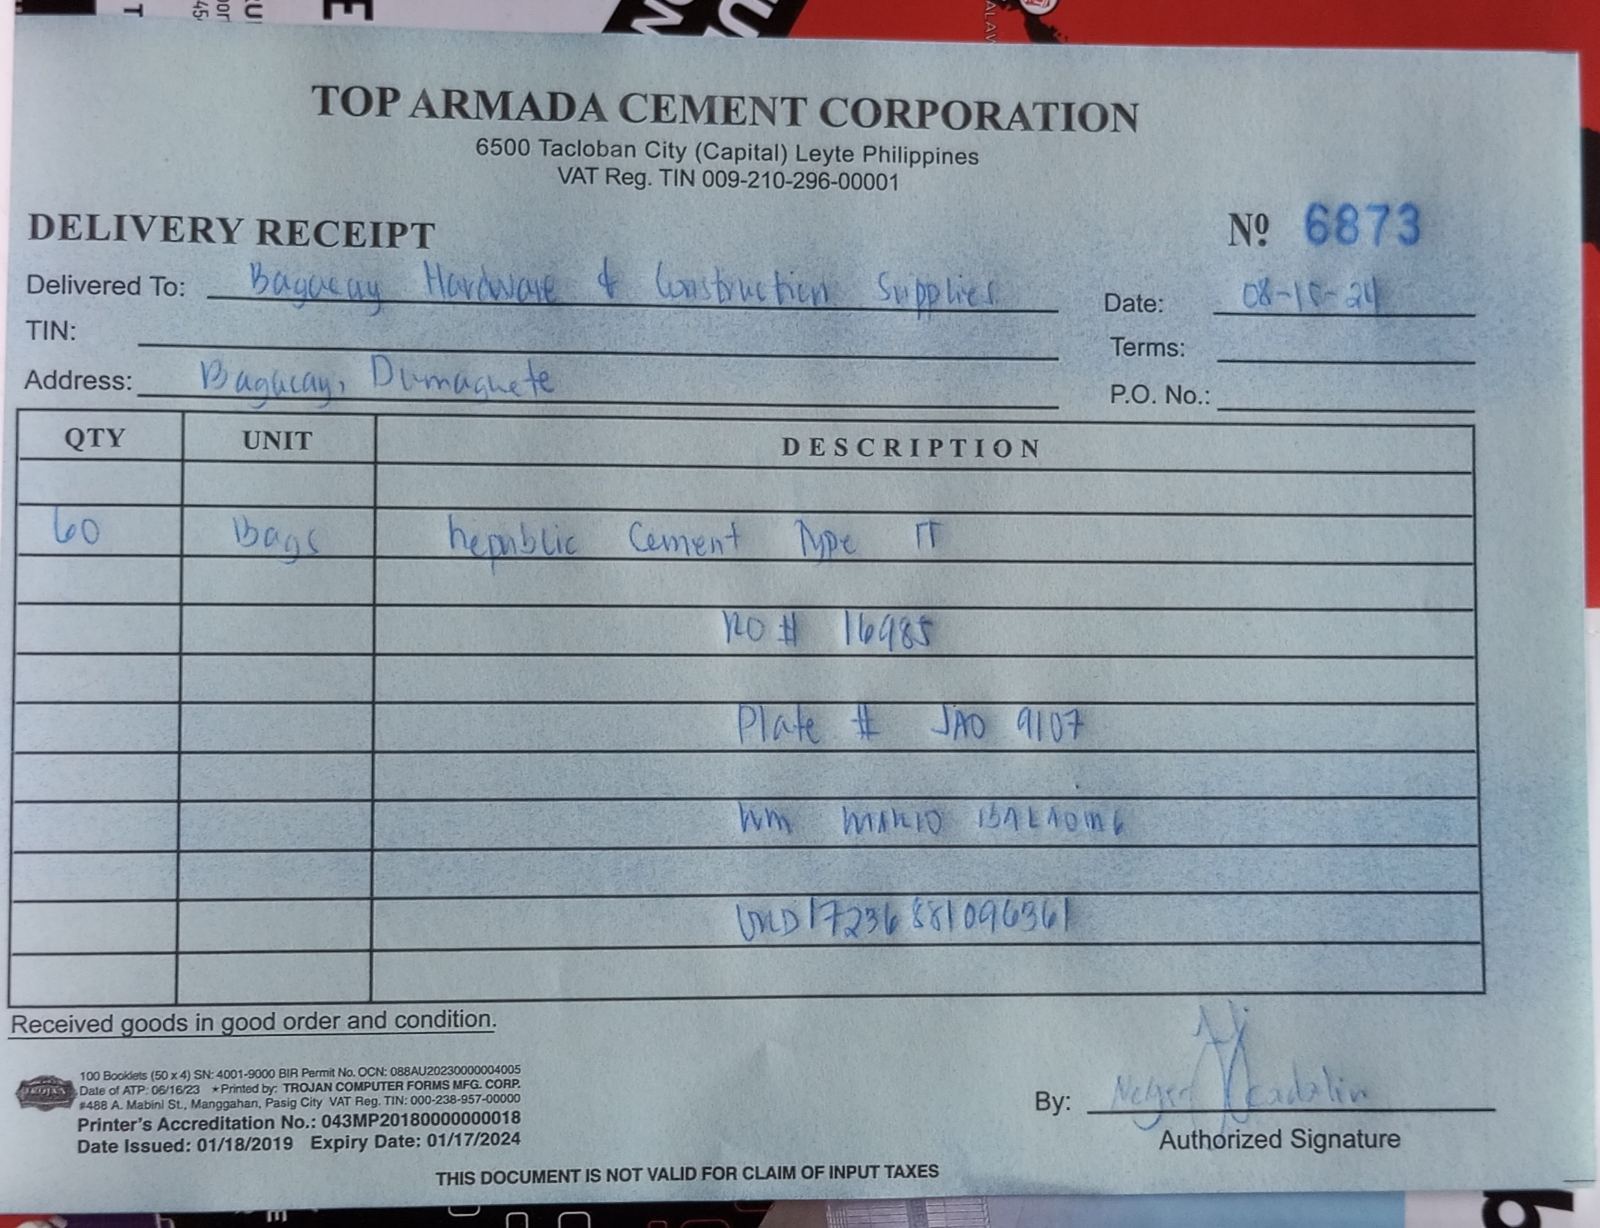 TOP ARMADA CEMENT CORPORATION
6500 Tacloban City (Capital) Leyte Philippines
VAT Reg. TIN 009-210-296-00001
DELIVERY RECEIPT
Nº 6873
Delivered To: Bagacay Hardware & Construction Supplies
Date: 08-15-24
TIN:
Terms:
Address: Bagacay, Dumaguete
P.O. No.:
QTY UNIT DESCRIPTION
60 Bags Republic Cement Type IT
RO # 16985
Plate # JAO 9107
MARIO
17236881096361
Received goods in good order and condition.
100 Booklets (50 x 4) SN: 4001-9000 BIR Permit No. OCN: 088AU20230000004005
Date of ATP: 06/16/23 ★Printed by: TROJAN COMPUTER FORMS MFG. CORP.
#488 A. Mabini St., Manggahan, Pasig City VAT Reg. TIN: 000-238-957-00000
Printer's Accreditation No.: 043MP20180000000018
Date Issued: 01/18/2019 Expiry Date: 01/17/2024
By:
Authorized Signature
THIS DOCUMENT IS NOT VALID FOR CLAIM OF INPUT TAXES